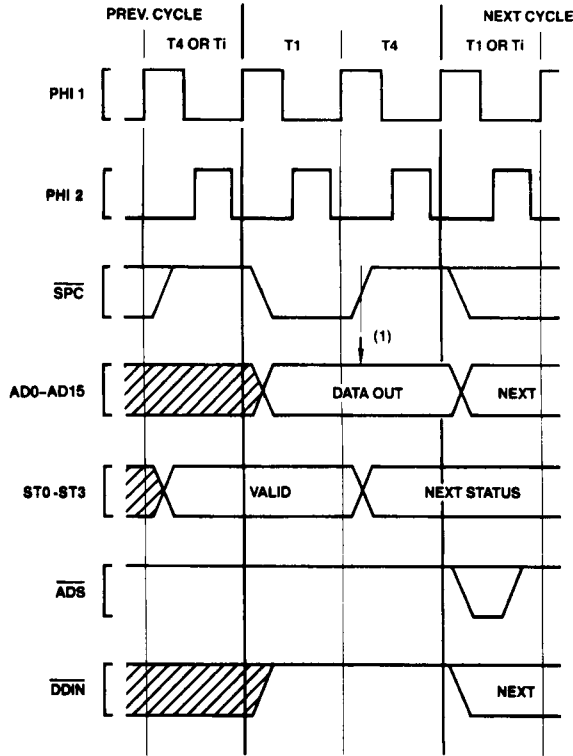 PREV. CYCLE NEXT CYCLE
T4 OR Ti T1 T4 T1 OR Ti
PHI 1
PHI 2
SPC
(1)
AD0-AD15 DATA OUT NEXT
ST0-ST3 VALID NEXT STATUS
ADS
DDIN NEXT